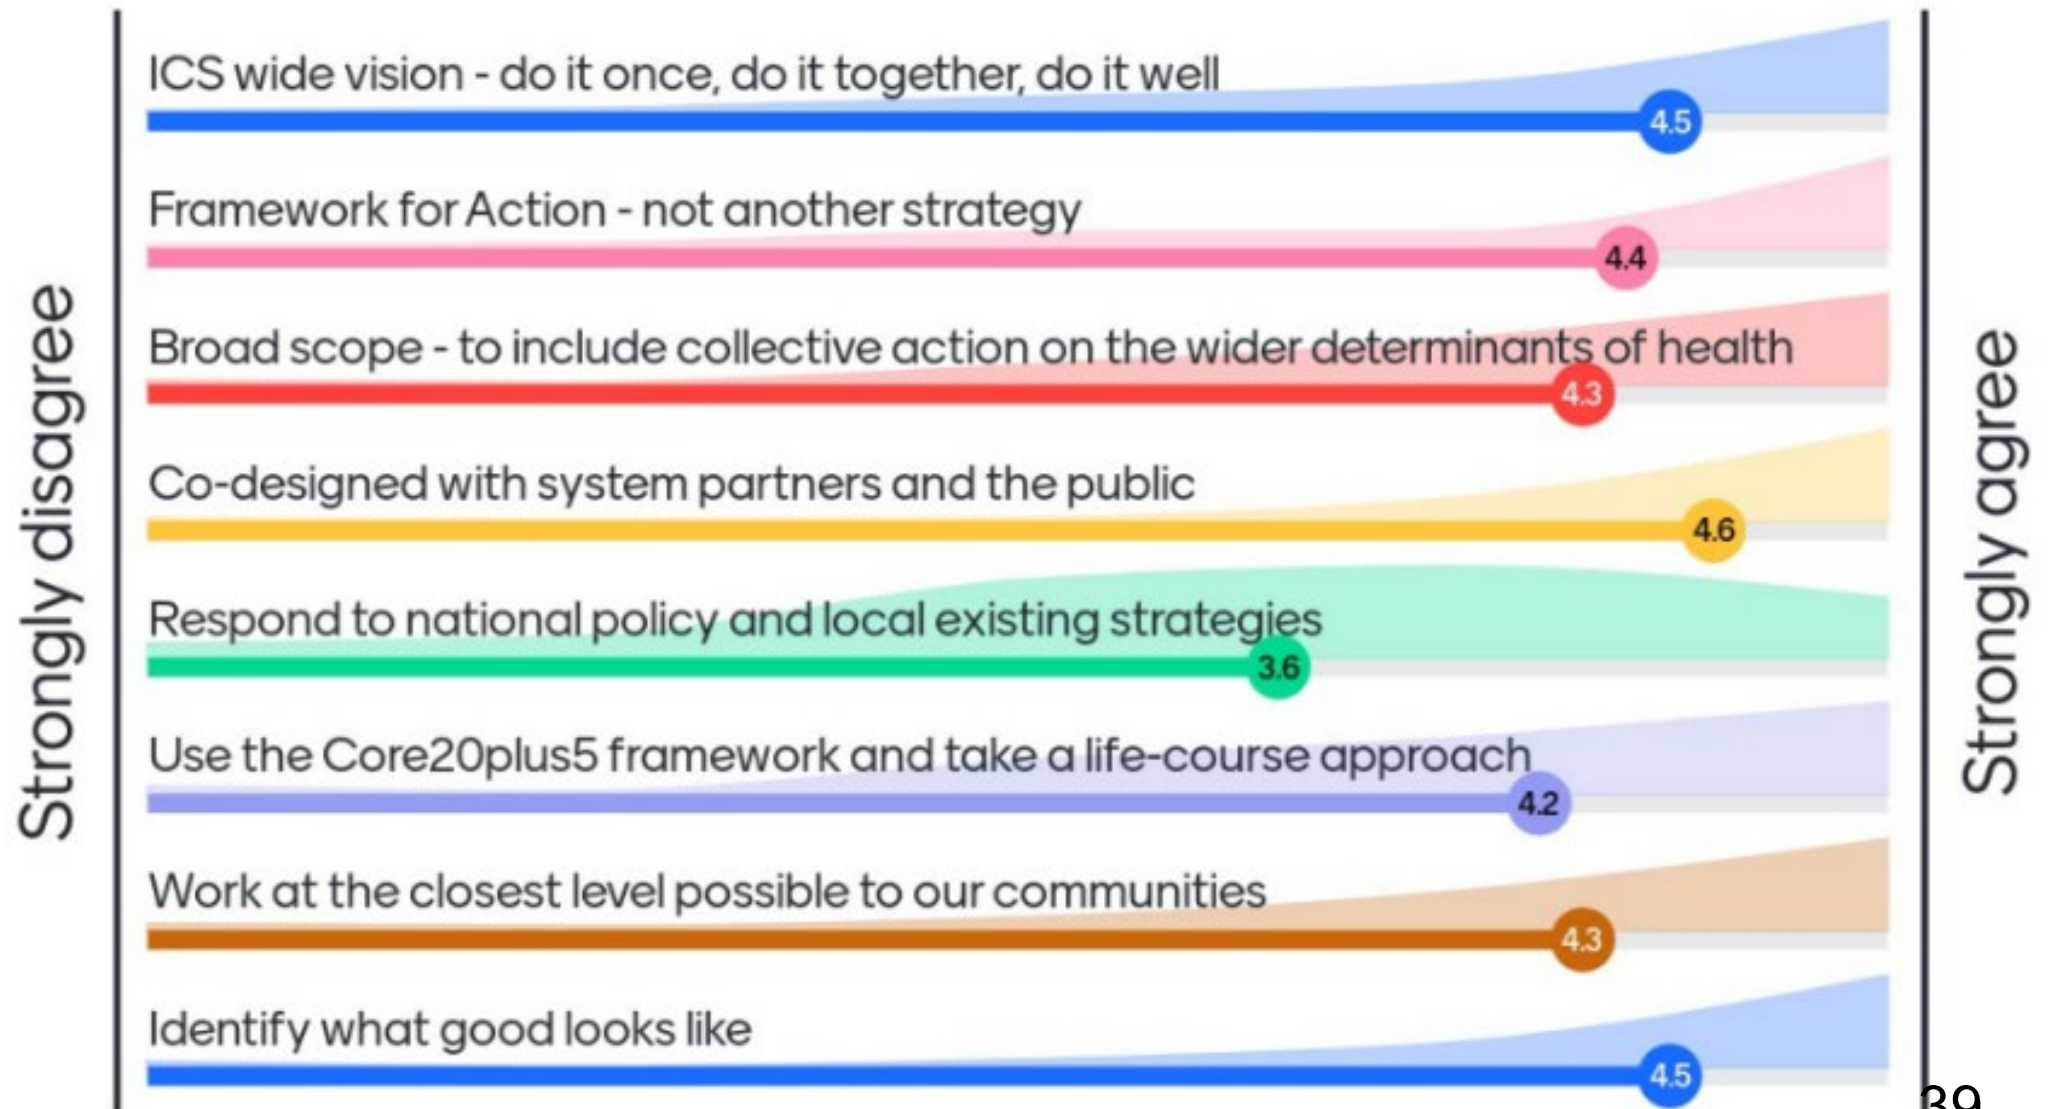 Strongly disagree
ICS wide vision - do it once, do it together, do it well
4.5
Framework for Action - not another strategy
4.4
Broad scope - to include collective action on the wider determinants of health
4.3
Co-designed with system partners and the public
4.6
Respond to national policy and local existing strategies
3.6
Use the Core20plus5 framework and take a life-course approach
4.2
Work at the closest level possible to our communities
4.3
Identify what good looks like
4.5
Strongly agree
39